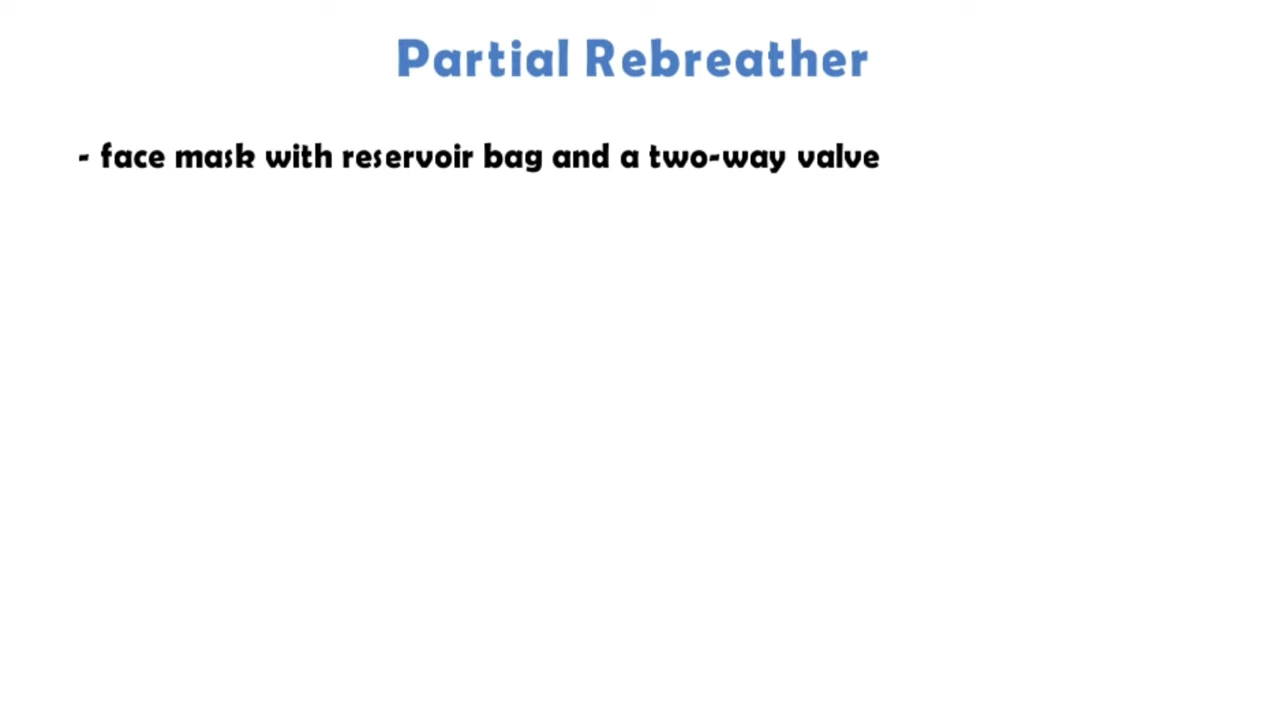 Partial Rebreather
- face mask with reservoir bag and a two-way valve